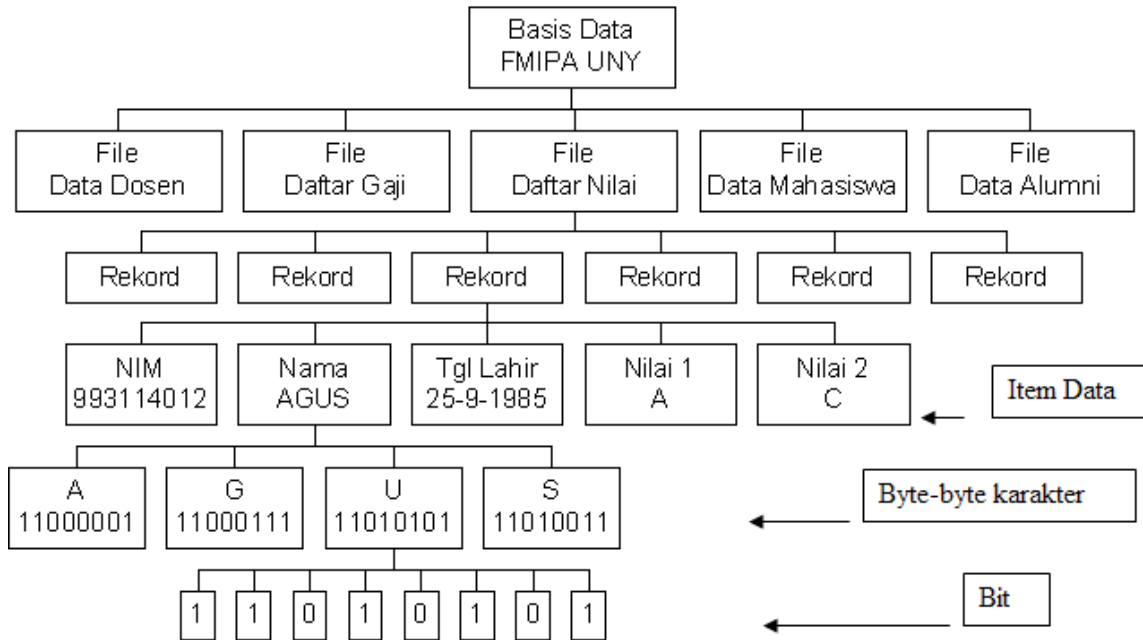 Basis Data
FMIPA UNY
File
Data Dosen
File
Daftar Gaji
File
Daftar Nilai
File
Data Mahasiswa
File
Data Alumni
Rekord
Rekord
Rekord
Rekord
Rekord
Rekord
NIM
993114012
Nama
AGUS
Tgl Lahir
25-9-1985
Nilai 1
A
Nilai 2
C
Item Data
A
11000001
G
11000111
U
11010101
S
11010011
Byte-byte karakter
1 1 0 1 0 1 0 1
Bit